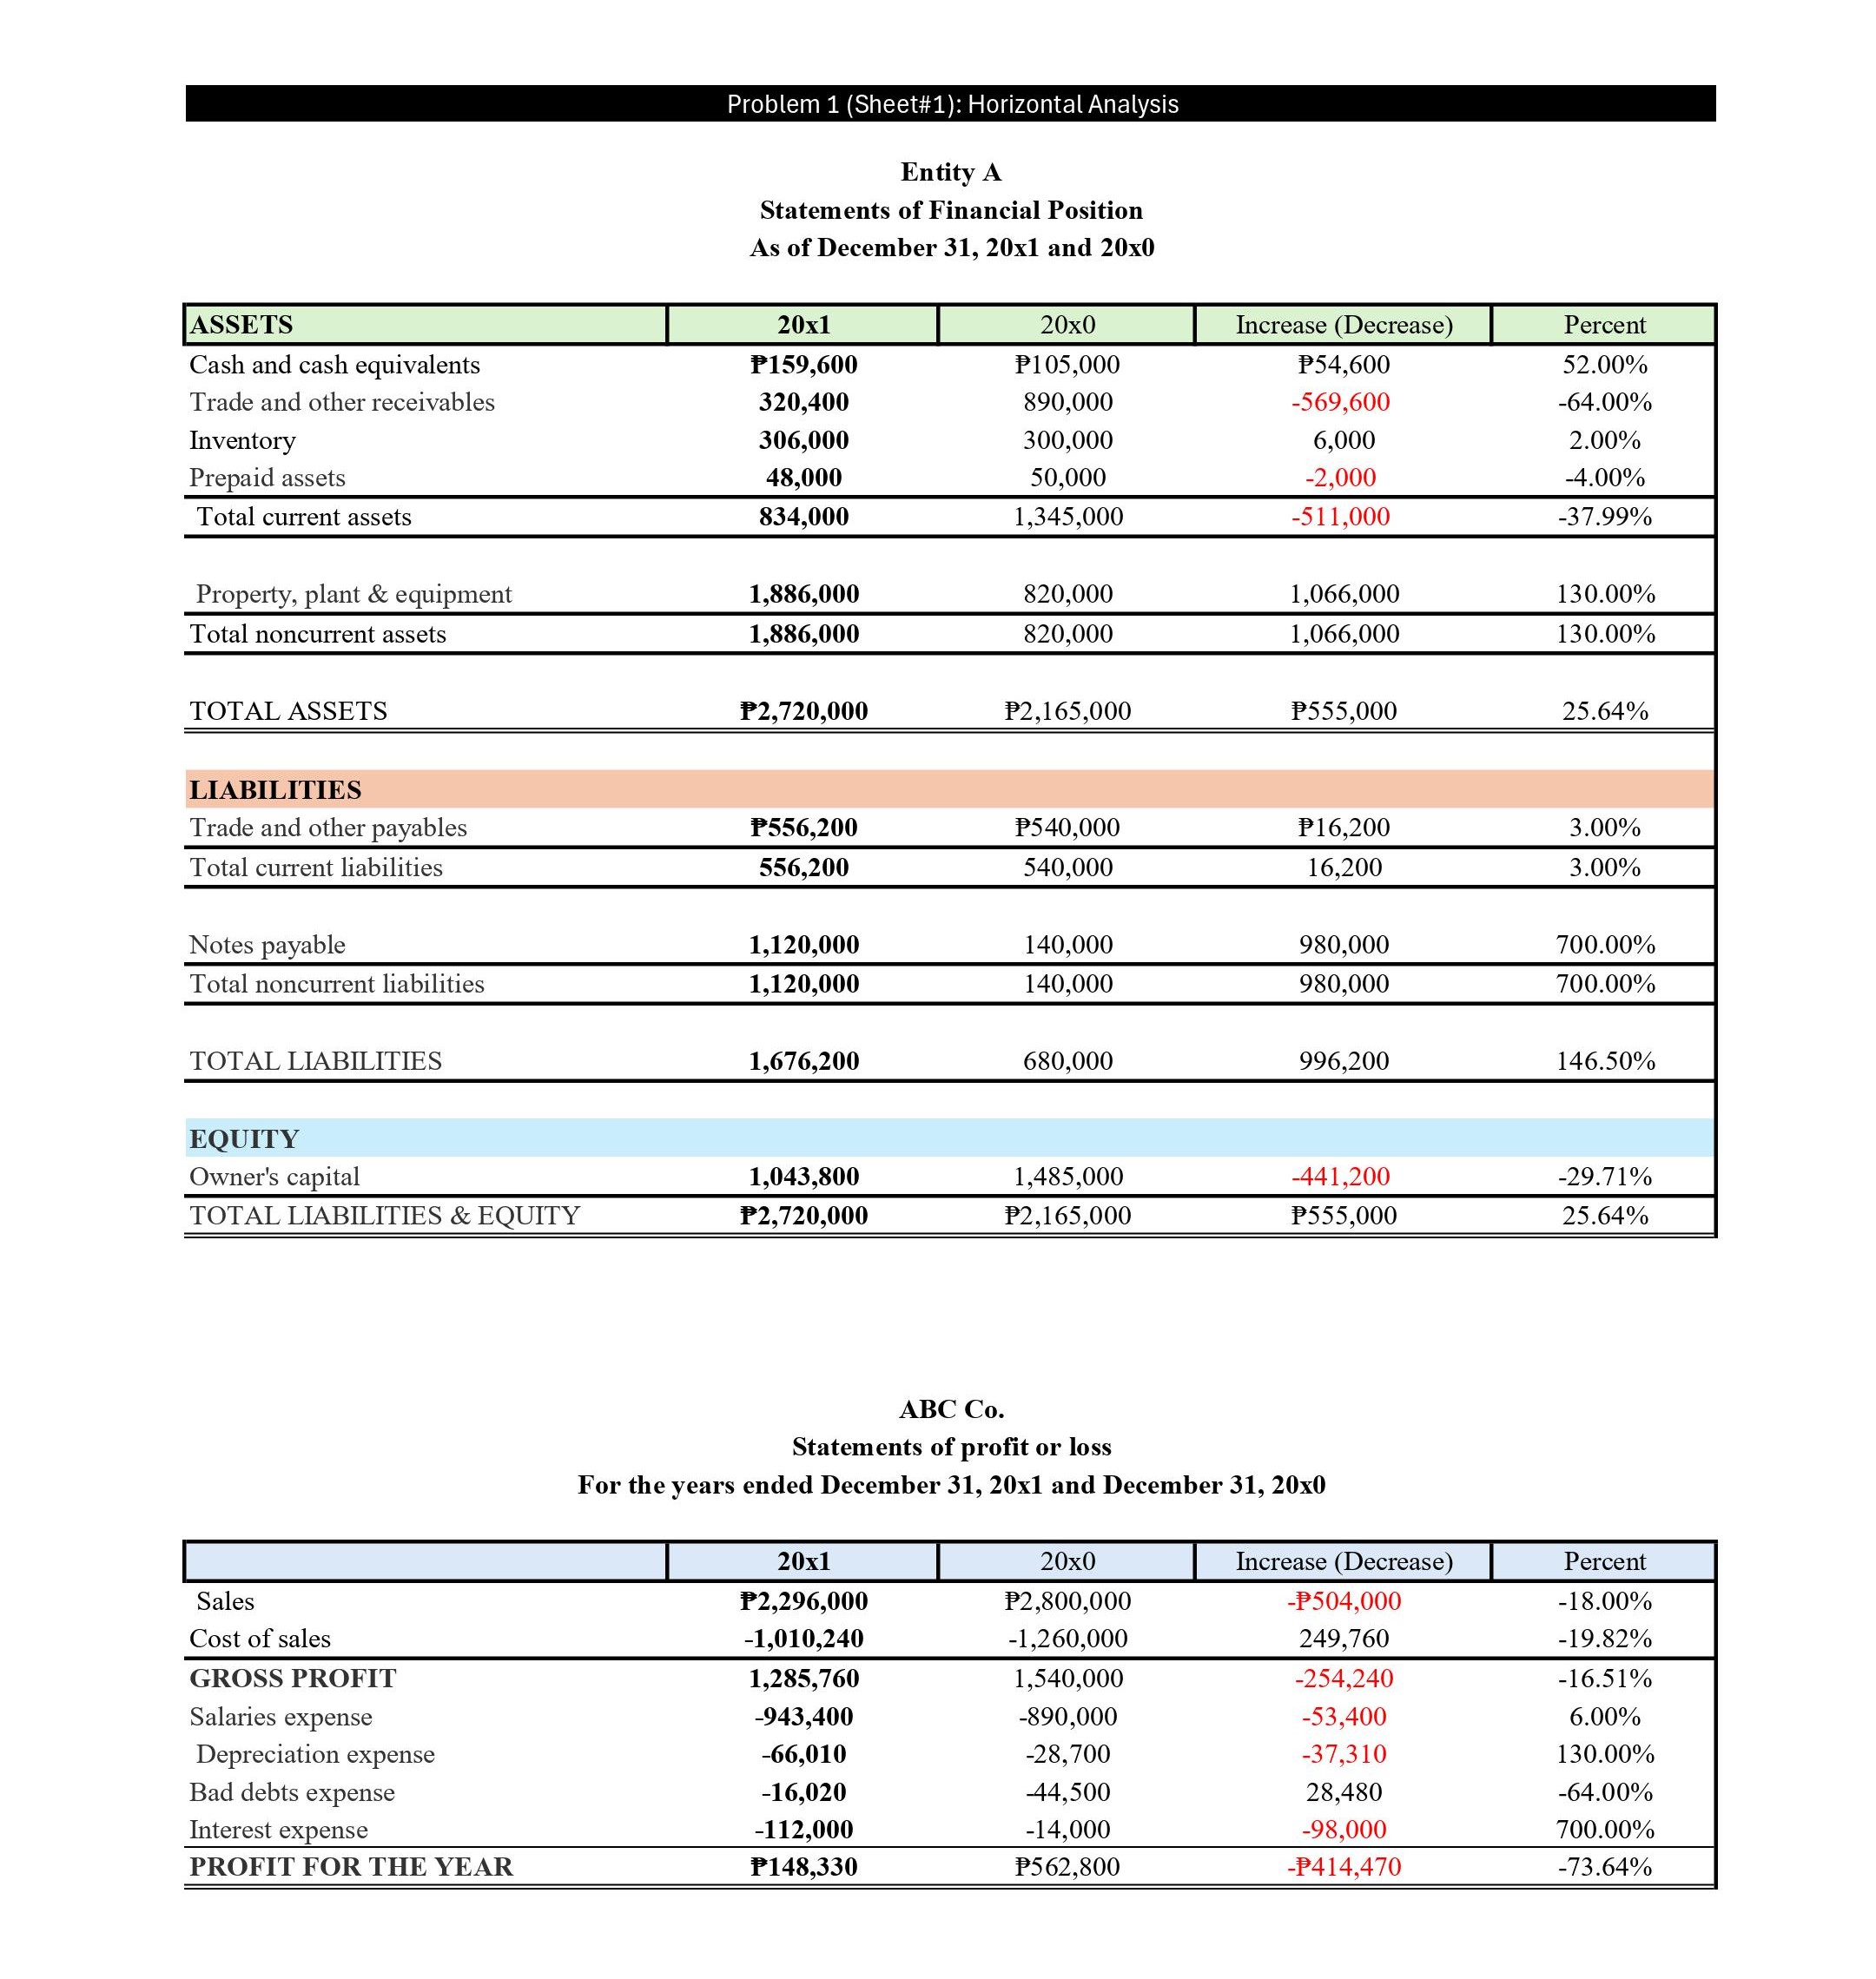 Problem 1 (Sheet#1): Horizontal Analysis
Entity A
Statements of Financial Position
As of December 31, 20x1 and 20x0
ASSETS 20x1 20x0 Increase (Decrease) Percent
Cash and cash equivalents ₱159,600 ₱105,000 ₱54,600 52.00%
Trade and other receivables 320,400 890,000 -569,600 -64.00%
Inventory 306,000 300,000 6,000 2.00%
Prepaid assets 48,000 50,000 -2,000 -4.00%
Total current assets 834,000 1,345,000 -511,000 -37.99%
Property, plant & equipment 1,886,000 820,000 1,066,000 130.00%
Total noncurrent assets 1,886,000 820,000 1,066,000 130.00%
TOTAL ASSETS ₱2,720,000 ₱2,165,000 ₱555,000 25.64%
LIABILITIES
Trade and other payables ₱556,200 ₱540,000 ₱16,200 3.00%
Total current liabilities 556,200 540,000 16,200 3.00%
Notes payable 1,120,000 140,000 980,000 700.00%
Total noncurrent liabilities 1,120,000 140,000 980,000 700.00%
TOTAL LIABILITIES 1,676,200 680,000 996,200 146.50%
EQUITY
Owner's capital 1,043,800 1,485,000 -441,200 -29.71%
TOTAL LIABILITIES & EQUITY ₱2,720,000 ₱2,165,000 ₱555,000 25.64%
ABC Co.
Statements of profit or loss
For the years ended December 31, 20x1 and December 31, 20x0
20x1 20x0 Increase (Decrease) Percent
Sales ₱2,296,000 ₱2,800,000 -₱504,000 -18.00%
Cost of sales -1,010,240 -1,260,000 249,760 -19.82%
GROSS PROFIT 1,285,760 1,540,000 -254,240 -16.51%
Salaries expense -943,400 -890,000 -53,400 6.00%
Depreciation expense -66,010 -28,700 -37,310 130.00%
Bad debts expense -16,020 -44,500 28,480 -64.00%
Interest expense -112,000 -14,000 -98,000 700.00%
PROFIT FOR THE YEAR ₱148,330 ₱562,800 -₱414,470 -73.64%